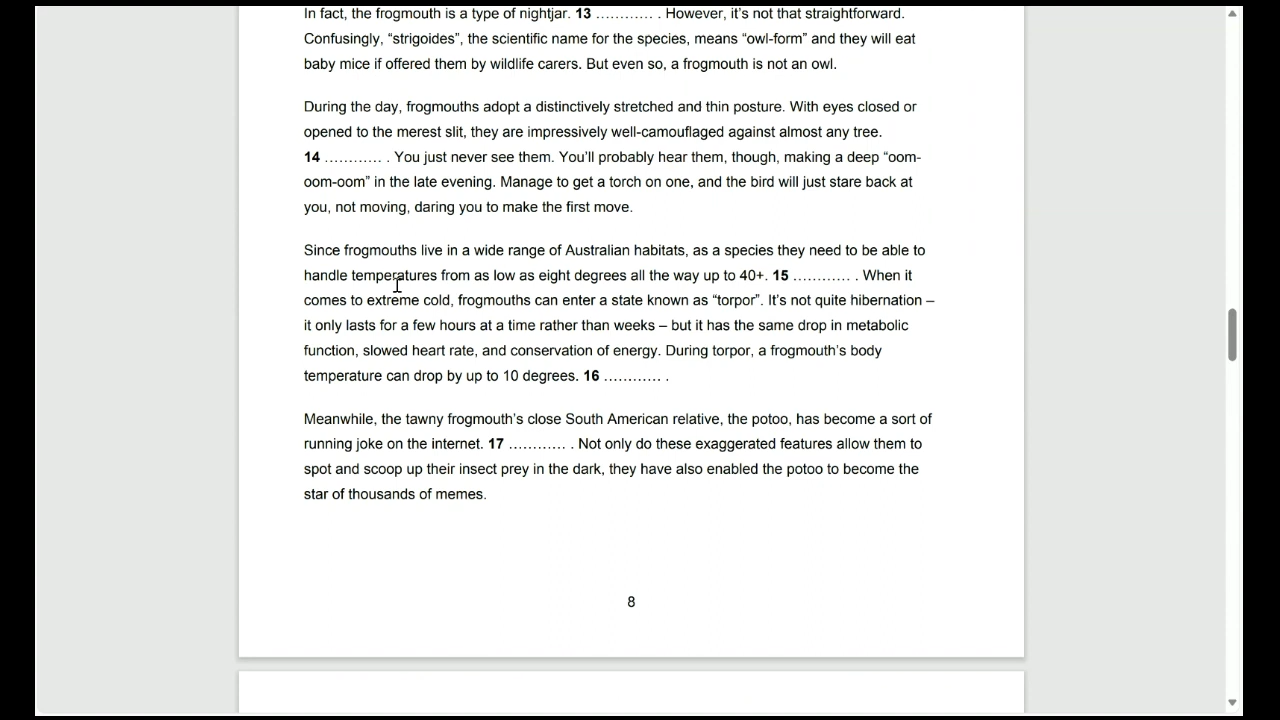 In fact, the frogmouth is a type of nightjar. 13 ………… . However, it’s not that straightforward.
Confusingly, “strigoides”, the scientific name for the species, means “owl-form” and they will eat
baby mice if offered them by wildlife carers. But even so, a frogmouth is not an owl.
During the day, frogmouths adopt a distinctively stretched and thin posture. With eyes closed or
opened to the merest slit, they are impressively well-camouflaged against almost any tree.
14 ………… . You just never see them. You’ll probably hear them, though, making a deep “oom-
oom-oom” in the late evening. Manage to get a torch on one, and the bird will just stare back at
you, not moving, daring you to make the first move.
Since frogmouths live in a wide range of Australian habitats, as a species they need to be able to
handle temperatures from as low as eight degrees all the way up to 40+. 15 ………… . When it
comes to extreme cold, frogmouths can enter a state known as “torpor”. It’s not quite hibernation –
it only lasts for a few hours at a time rather than weeks – but it has the same drop in metabolic
function, slowed heart rate, and conservation of energy. During torpor, a frogmouth’s body
temperature can drop by up to 10 degrees. 16 ………… .
Meanwhile, the tawny frogmouth’s close South American relative, the potoo, has become a sort of
running joke on the internet. 17 ………… . Not only do these exaggerated features allow them to
spot and scoop up their insect prey in the dark, they have also enabled the potoo to become the
star of thousands of memes.
8